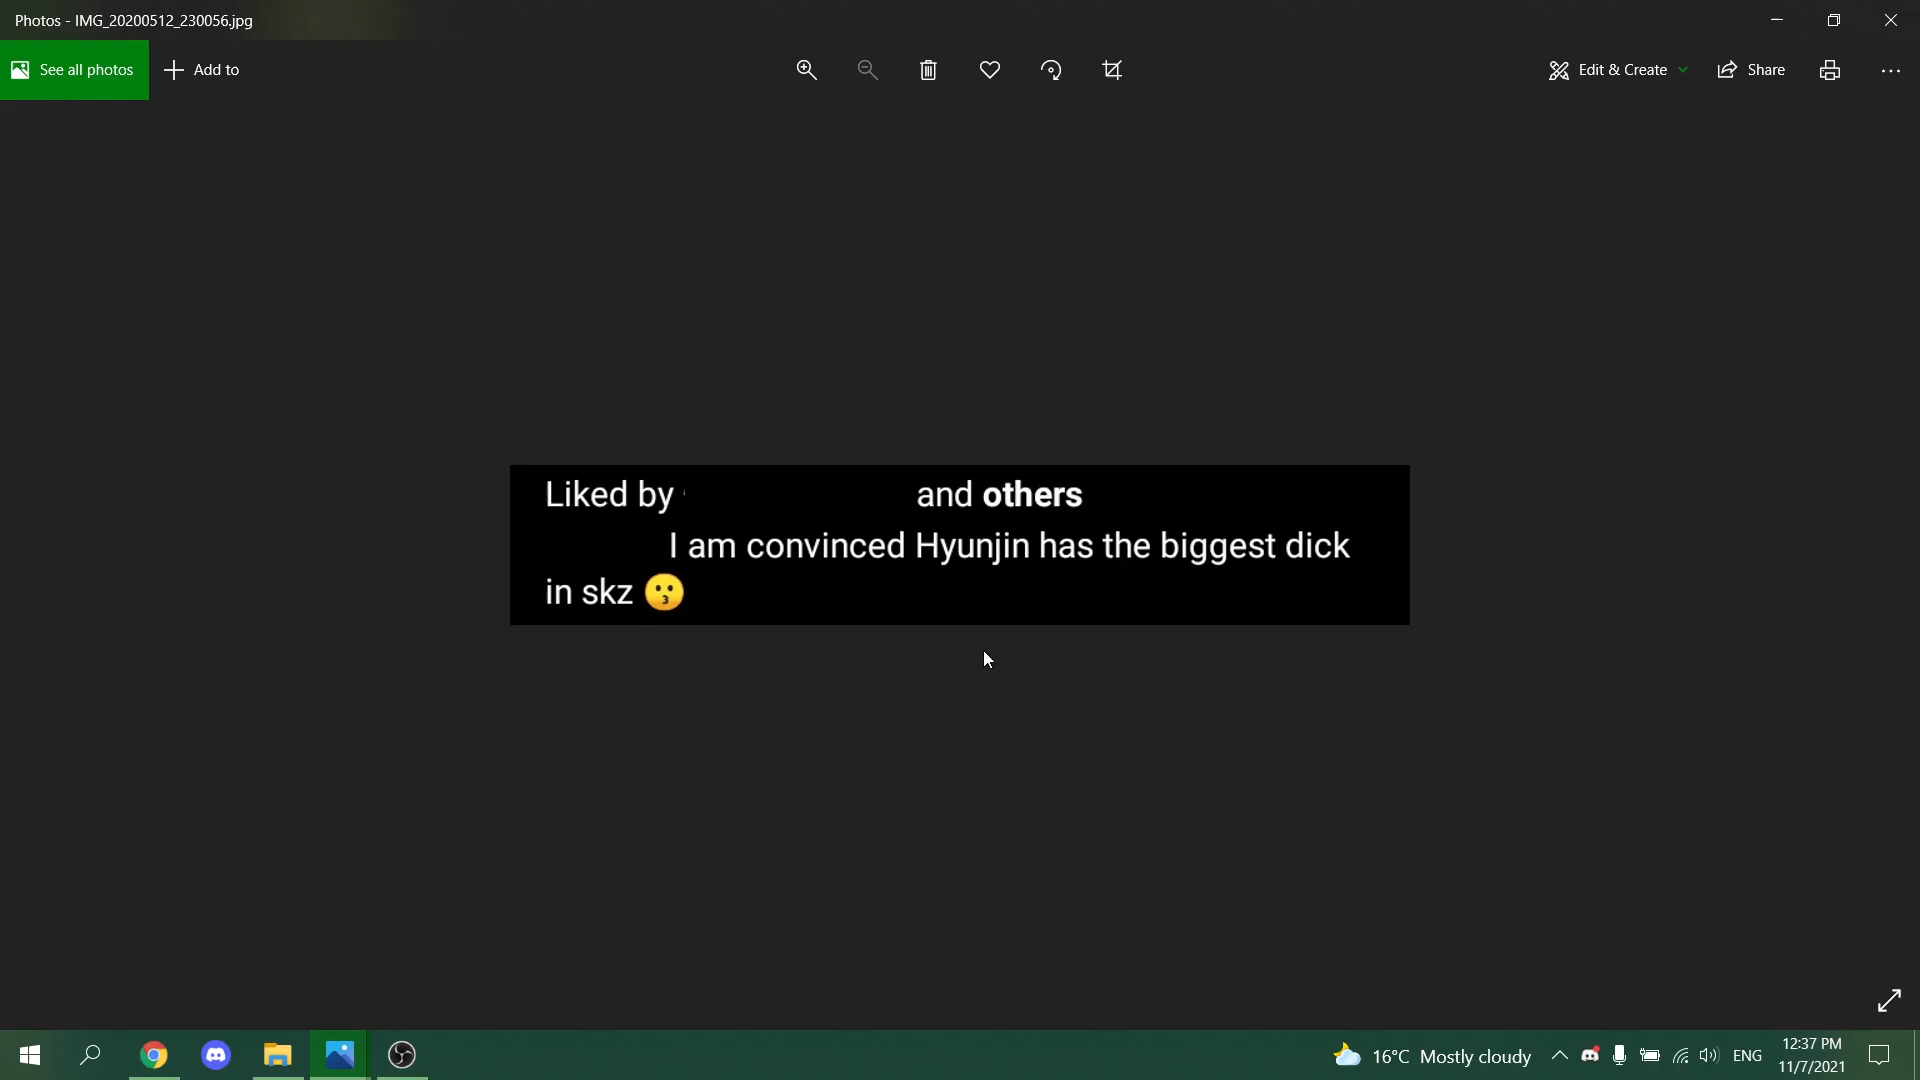 Photos - IMG_20200512_230056.jpg
See all photos
Add to
Edit & Create
Share
Liked by and others
I am convinced Hyunjin has the biggest dick
in skz 😗
16°C Mostly cloudy
ENG
12:37 PM
11/7/2021